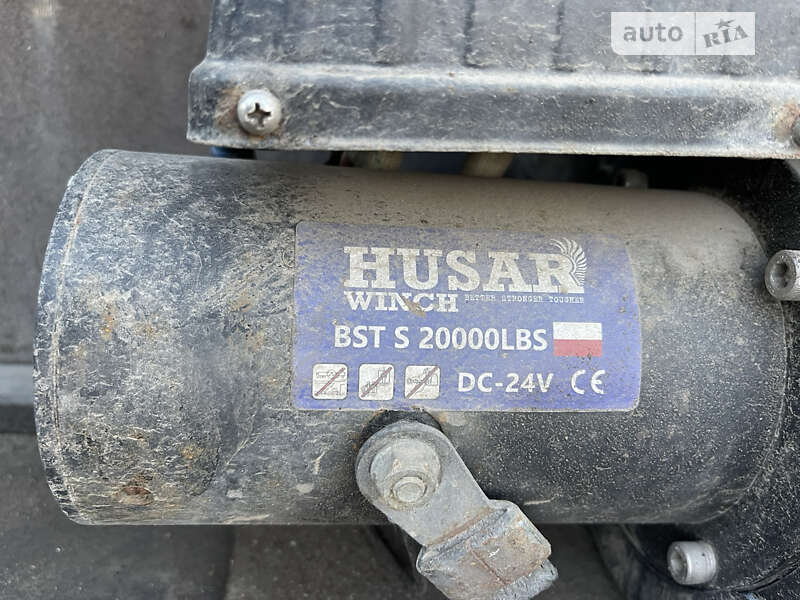 auto RIA
HUSAR
WINCH BETTER STRONGER TOUGHER
BST S 20000LBS
DC-24V CE